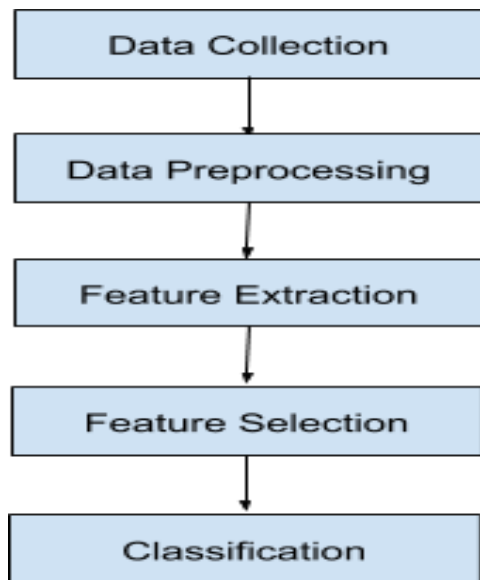 Data Collection
Data Preprocessing
Feature Extraction
Feature Selection
Classification